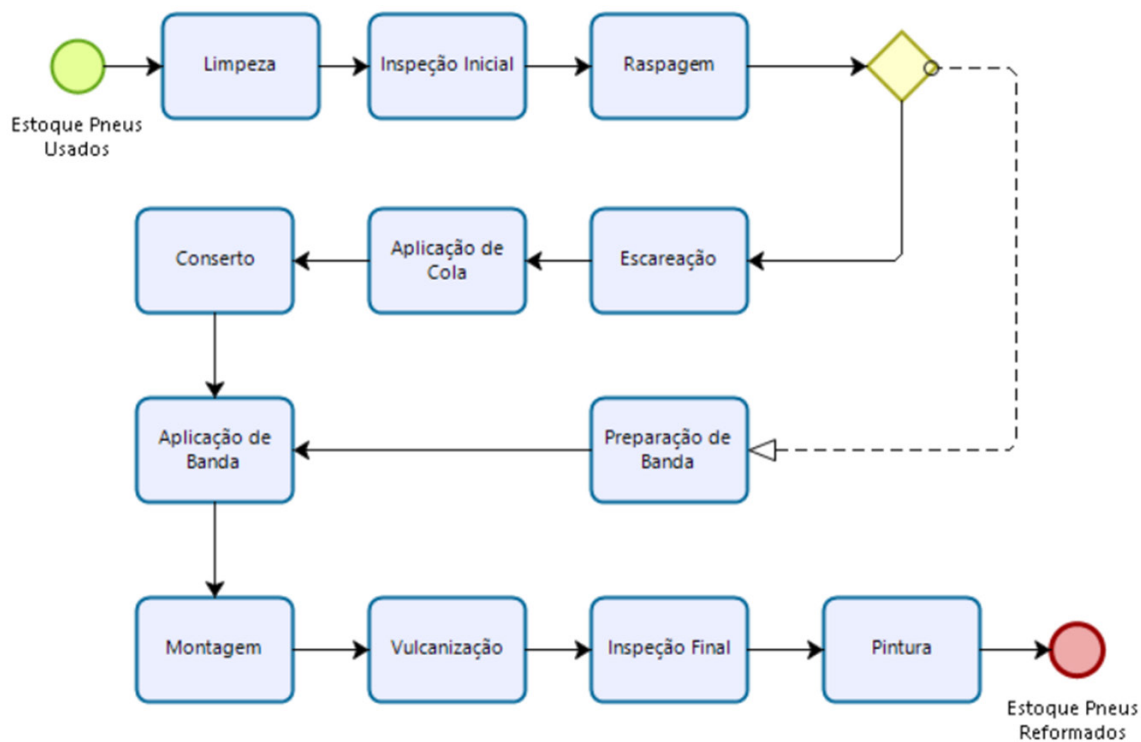 Limpeza
Inspeção Inicial
Raspagem
Estoque Pneus
Usados
Conserto
Aplicação de
Cola
Escareação
Aplicação de
Banda
Preparação de
Banda
Montagem
Vulcanização
Inspeção Final
Pintura
Estoque Pneus
Reformados